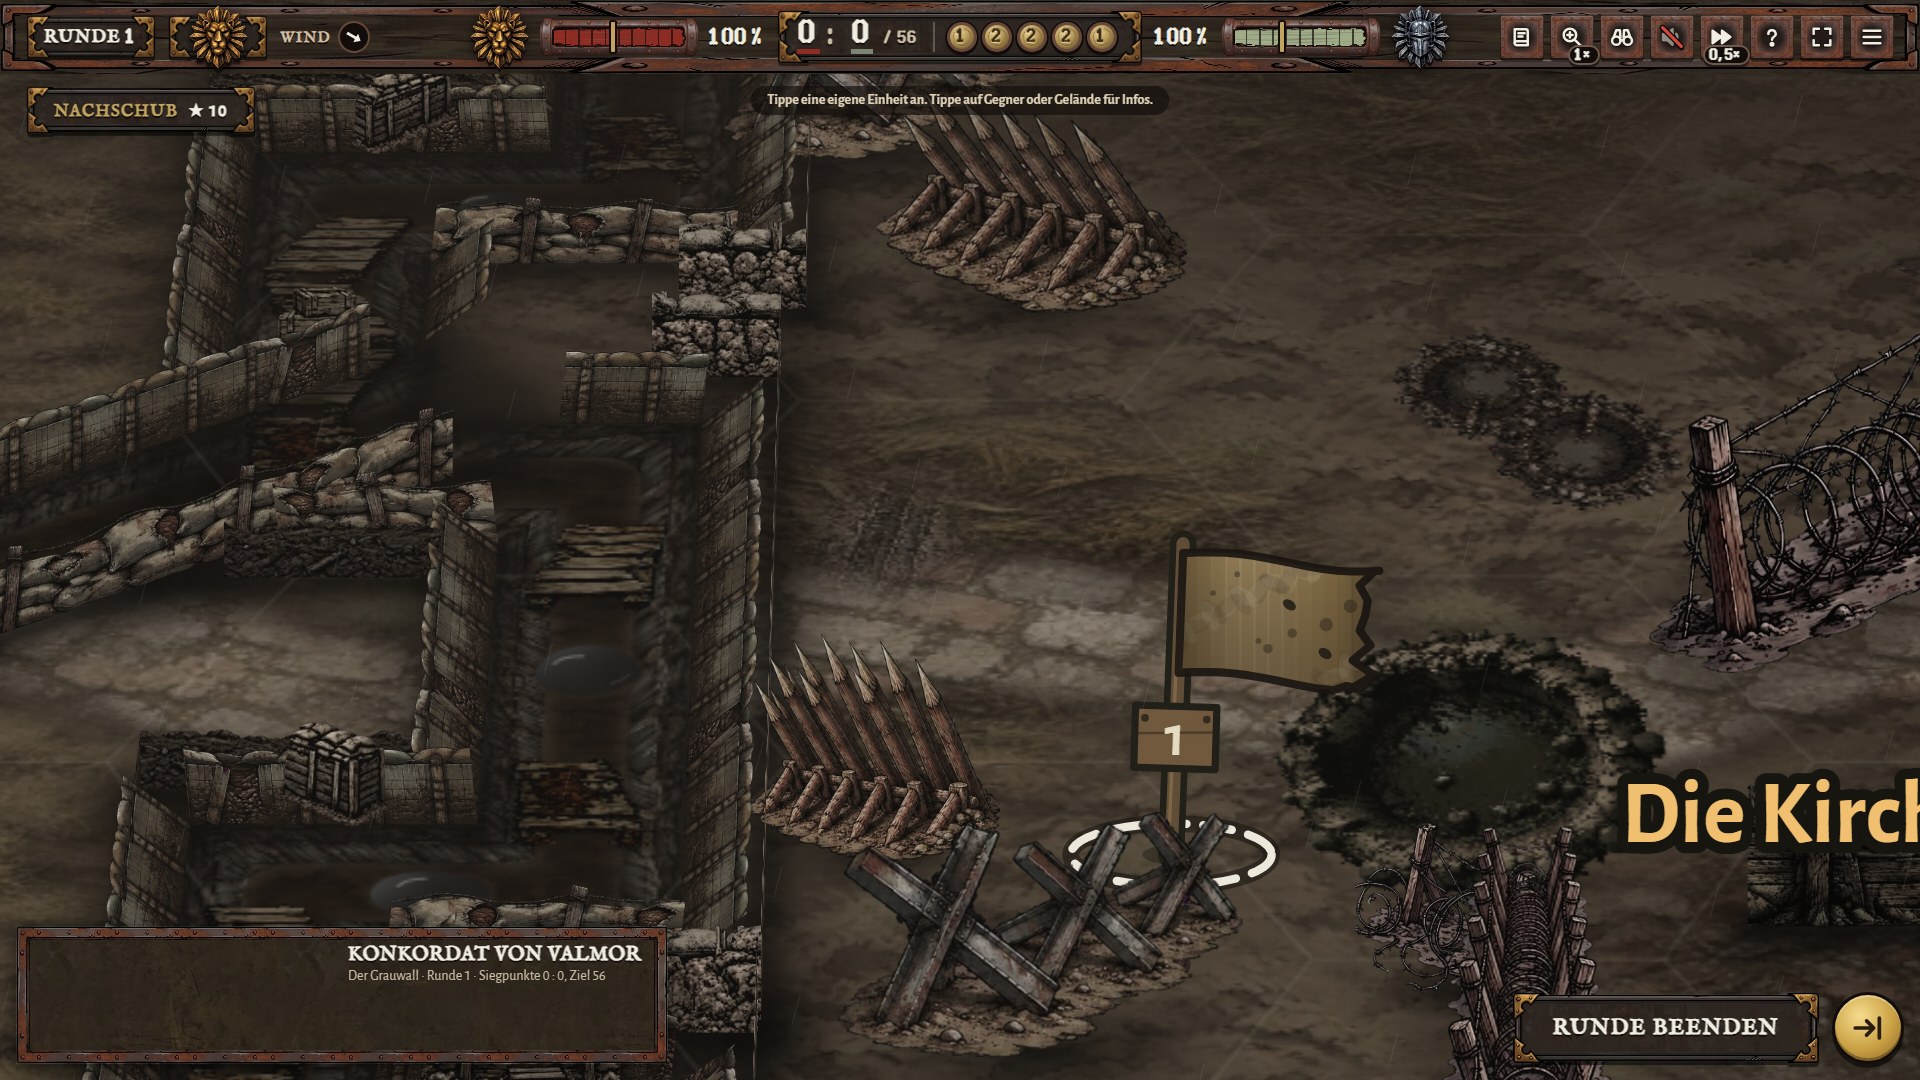 RUNDE 1
WIND
100 %
0 : 0 / 56
1 2 2 2 1
100 %
1×
0,5×
?
NACHSCHUB ★ 10
Tippe eine eigene Einheit an. Tippe auf Gegner oder Gelände für Infos.
1
Die Kirch
KONKORDAT VON VALMOR
Der Grauwall · Runde 1 · Siegpunkte 0 : 0, Ziel 56
RUNDE BEENDEN